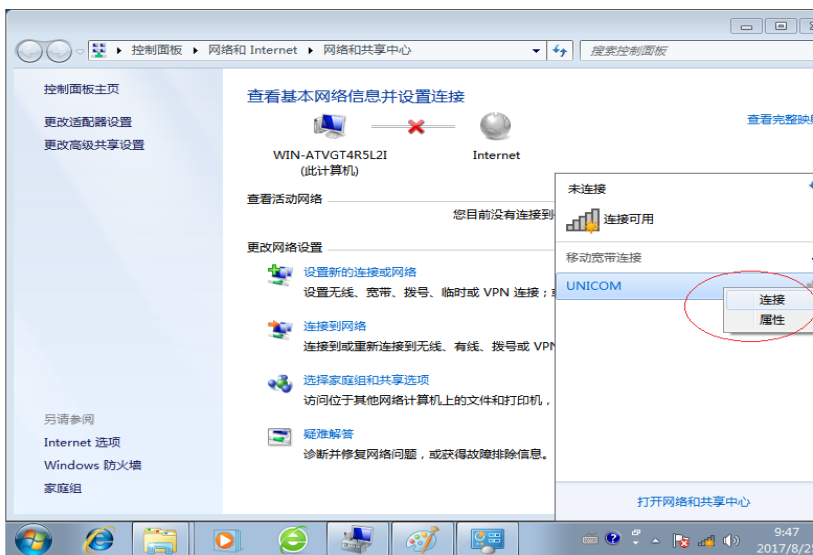 控制面板 ▸ 网络和 Internet ▸ 网络和共享中心
搜索控制面板
控制面板主页
更改适配器设置
更改高级共享设置
查看基本网络信息并设置连接
查看完整映
WIN-ATVGT4R5L2I
(此计算机)
Internet
查看活动网络
您目前没有连接到
更改网络设置
设置新的连接或网络
设置无线、宽带、拨号、临时或 VPN 连接；
连接到网络
连接到或重新连接到无线、有线、拨号或 VPN
选择家庭组和共享选项
访问位于其他网络计算机上的文件和打印机，
疑难解答
诊断并修复网络问题，或获得故障排除信息。
另请参阅
Internet 选项
Windows 防火墙
家庭组
未连接
连接可用
移动宽带连接
UNICOM
连接
属性
打开网络和共享中心
9:47
2017/8/2